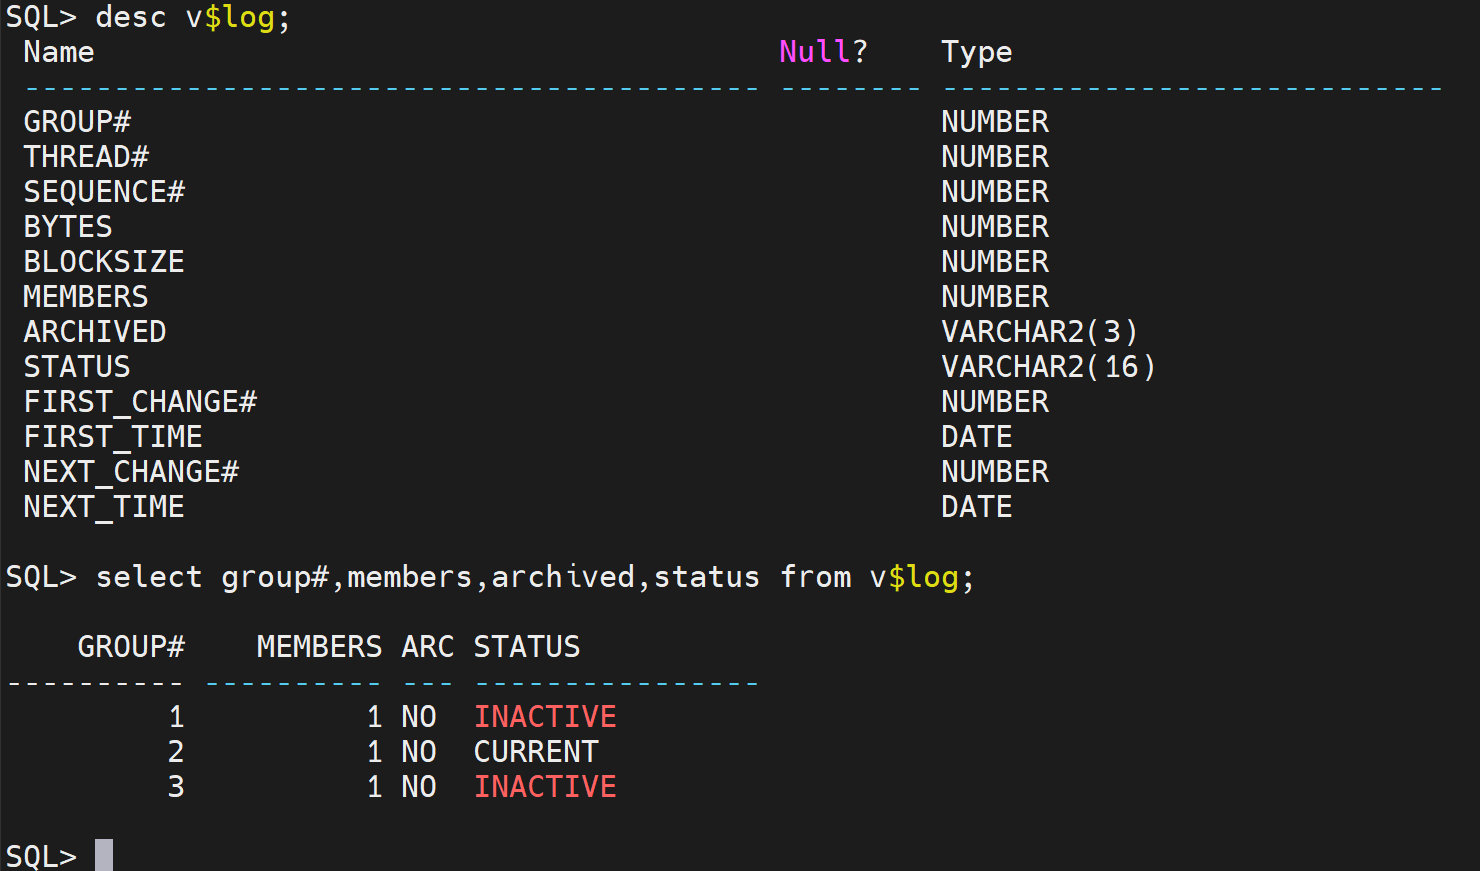 SQL> desc v$log;
Name Null? Type
----------------------------------------- -------- ----------------------------
GROUP# NUMBER
THREAD# NUMBER
SEQUENCE# NUMBER
BYTES NUMBER
BLOCKSIZE NUMBER
MEMBERS NUMBER
ARCHIVED VARCHAR2(3)
STATUS VARCHAR2(16)
FIRST_CHANGE# NUMBER
FIRST_TIME DATE
NEXT_CHANGE# NUMBER
NEXT_TIME DATE
SQL> select group#,members,archived,status from v$log;
GROUP# MEMBERS ARC STATUS
---------- ---------- --- ----------------
1 1 NO INACTIVE
2 1 NO CURRENT
3 1 NO INACTIVE
SQL>